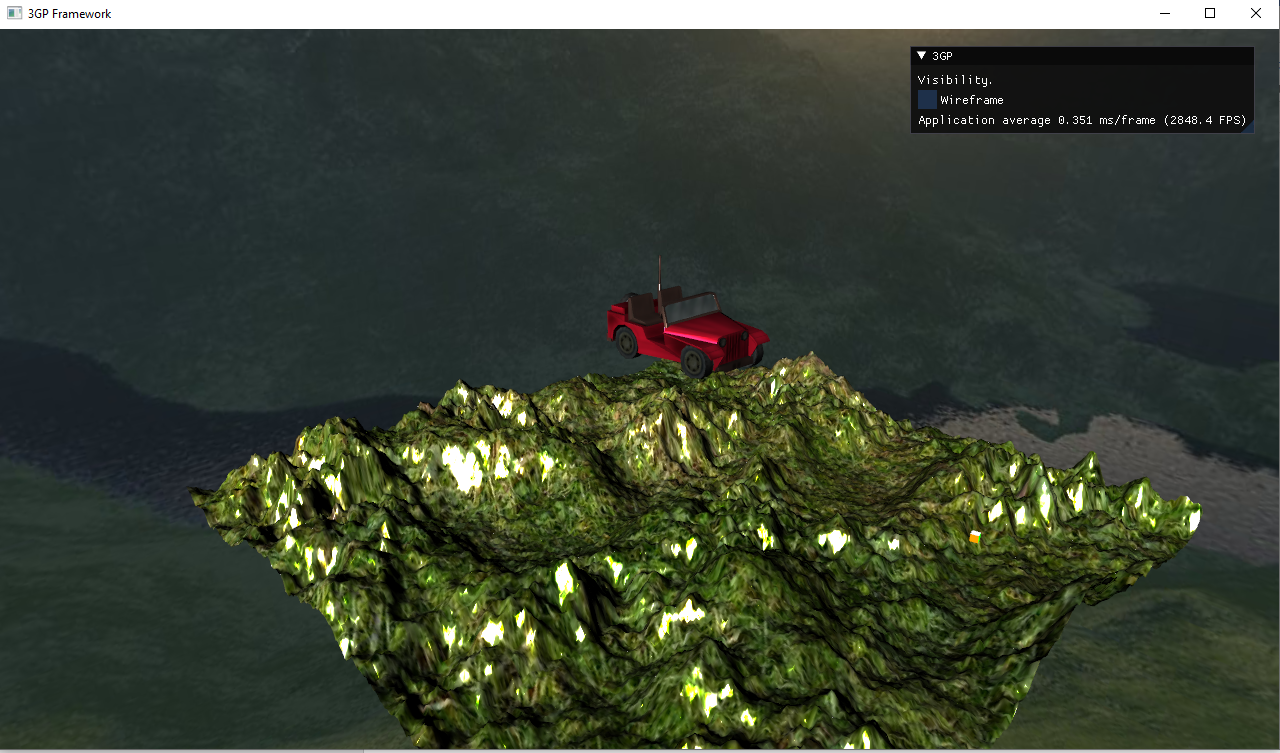 3GP Framework
3GP
Visibility.
Wireframe
Application average 0.351 ms/frame (2848.4 FPS)